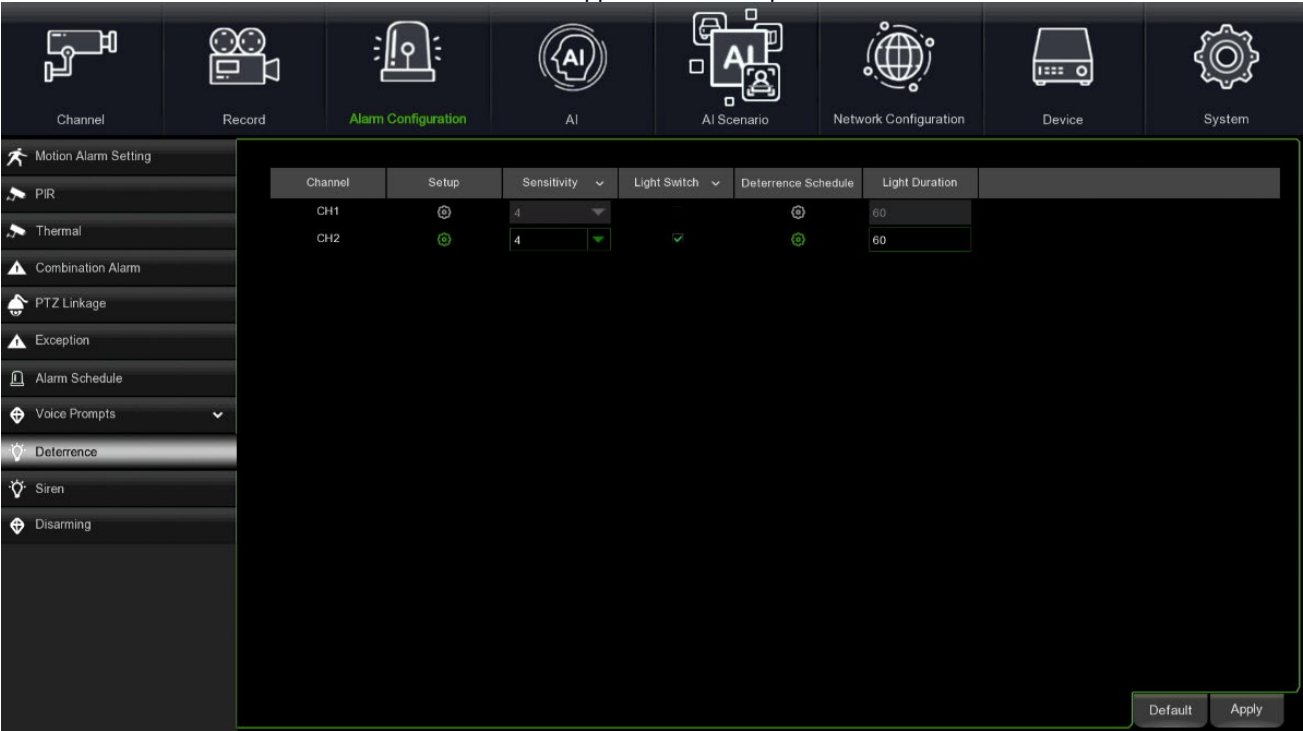 AI
AI
Channel Record Alarm Configuration AI AI Scenario Network Configuration Device System
Motion Alarm Setting
PIR
Thermal
Combination Alarm
PTZ Linkage
Exception
Alarm Schedule
Voice Prompts
Deterrence
Siren
Disarming
Channel Setup Sensitivity Light Switch Deterrence Schedule Light Duration
CH1 4 60
CH2 4 60
Default Apply